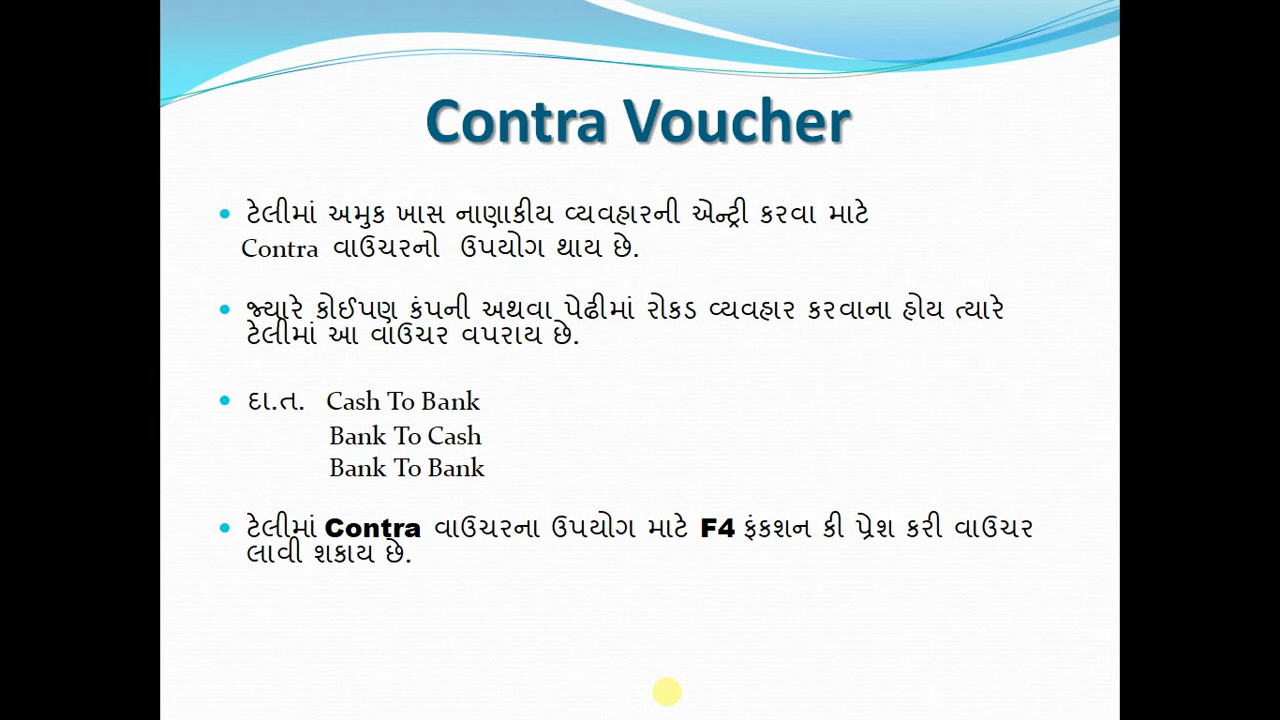 Contra Voucher
ટેલીમાં અમુક ખાસ નાણાકીય વ્યવહારની એન્ટ્રી કરવા માટે
Contra વાઉચરનો ઉપયોગ થાય છે.
જ્યારે કોઈપણ કંપની અથવા પેઢીમાં રોકડ વ્યવહાર કરવાના હોય ત્યારે
ટેલીમાં આ વાઉચર વપરાય છે.
દા.ત. Cash To Bank
Bank To Cash
Bank To Bank
ટેલીમાં Contra વાઉચરના ઉપયોગ માટે F4 ફંકશન કી પ્રેશ કરી વાઉચર
લાવી શકાય છે.